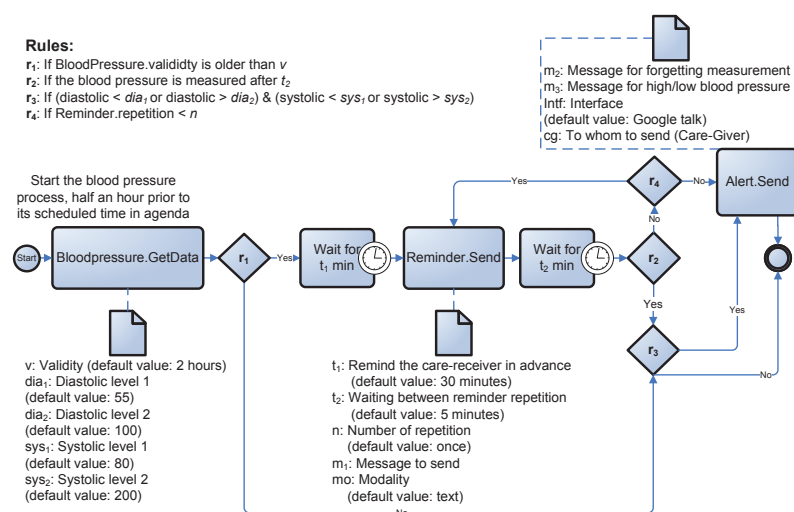 Rules:
r₁: If BloodPressure.valididty is older than v
r₂: If the blood pressure is measured after t₂
r₃: If (diastolic < dia₁ or diastolic > dia₂) & (systolic < sys₁ or systolic > sys₂)
r₄: If Reminder.repetition < n
m₂: Message for forgetting measurement
m₃: Message for high/low blood pressure
Intf: Interface
(default value: Google talk)
cg: To whom to send (Care-Giver)
Start the blood pressure
process, half an hour prior to
its scheduled time in agenda
Start
Bloodpressure.GetData
r₁
Yes
Wait for
t₁ min
Reminder.Send
Wait for
t₂ min
r₂
No
r₄
Yes
No
Alert.Send
Yes
r₃
Yes
No
No
v: Validity (default value: 2 hours)
dia₁: Diastolic level 1
(default value: 55)
dia₂: Diastolic level 2
(default value: 100)
sys₁: Systolic level 1
(default value: 80)
sys₂: Systolic level 2
(default value: 200)
t₁: Remind the care-receiver in advance
(default value: 30 minutes)
t₂: Waiting between reminder repetition
(default value: 5 minutes)
n: Number of repetition
(default value: once)
m₁: Message to send
mo: Modality
(default value: text)